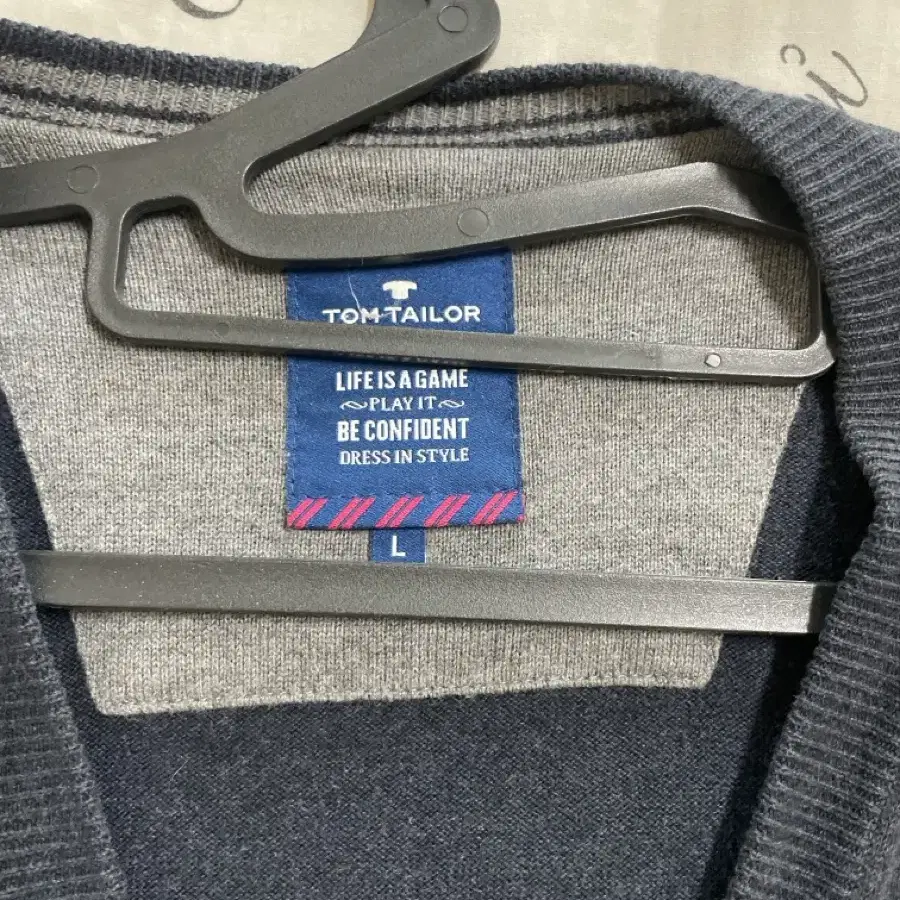 TOM TAILOR
LIFE IS A GAME
PLAY IT
BE CONFIDENT
DRESS IN STYLE
L